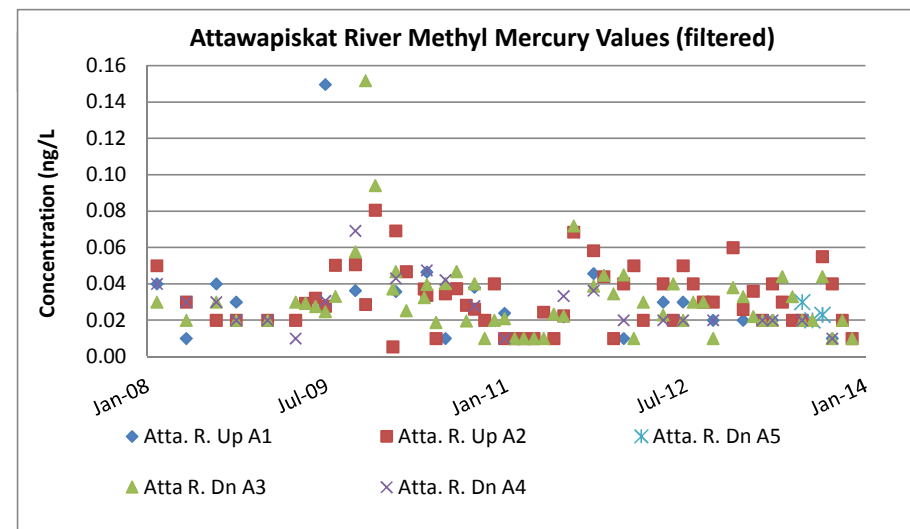 Attawapiskat River Methyl Mercury Values (filtered)
Concentration (ng/L
0.16
0.14
0.12
0.10
0.08
0.06
0.04
0.02
0.00
Jan-08
Jul-09
Jan-11
Jul-12
Jan-14
Atta. R. Up A1
Atta. R. Up A2
Atta. R. Dn A5
Atta R. Dn A3
Atta. R. Dn A4